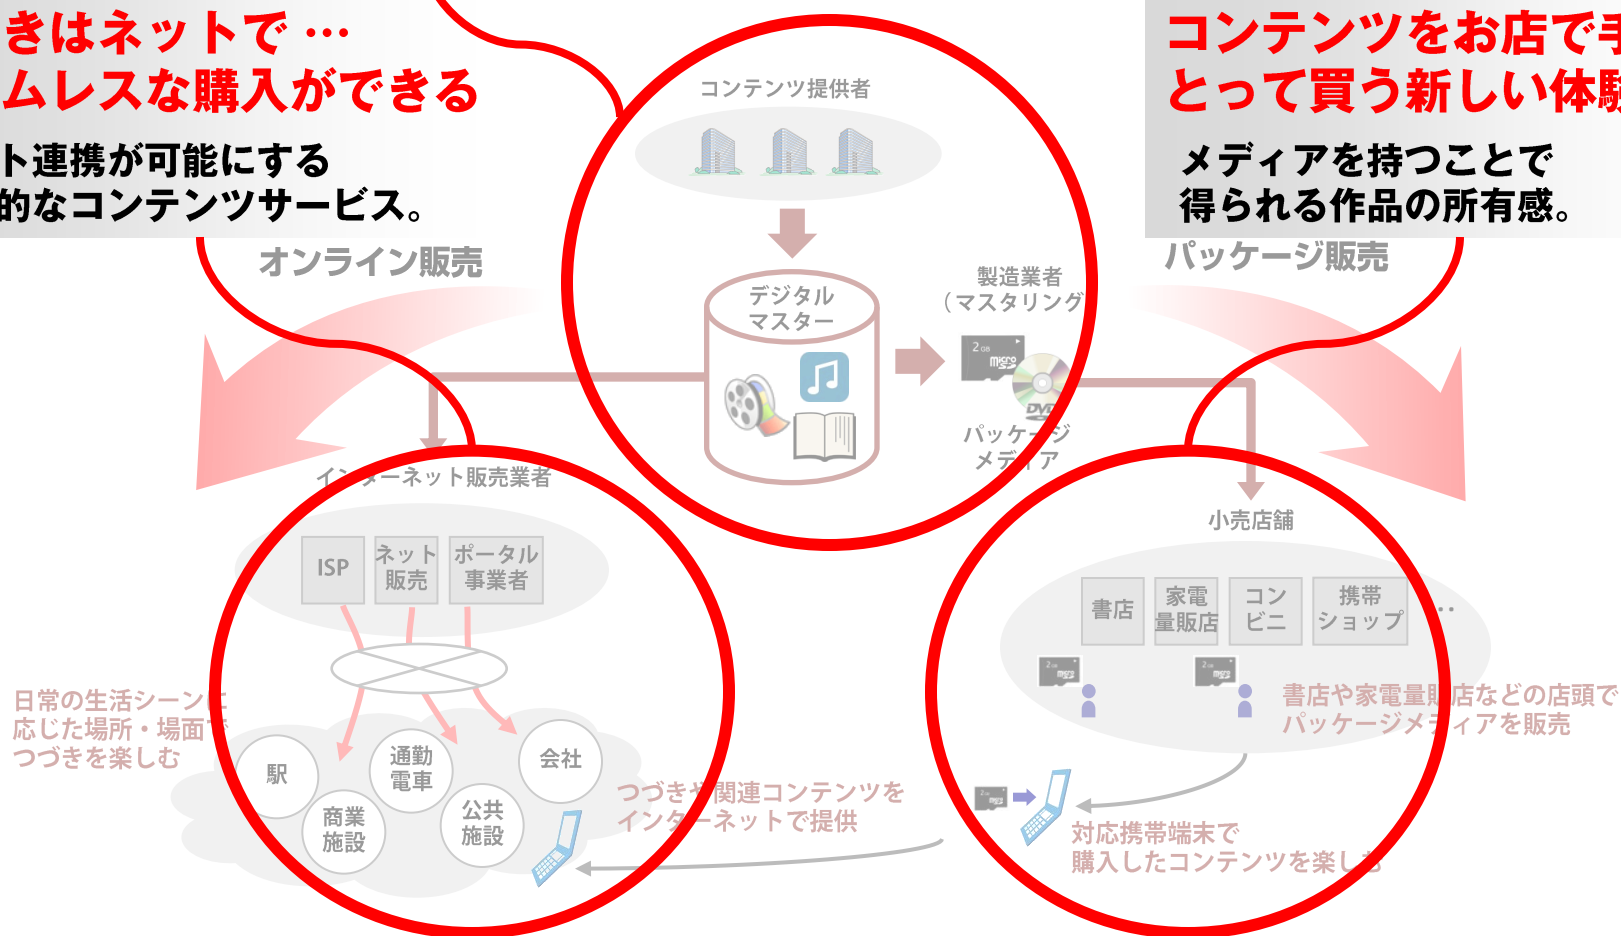 きはネットで …
ムレスな購入ができる
ト連携が可能にする
的なコンテンツサービス。
コンテンツをお店で手
とって買う新しい体験
メディアを持つことで
得られる作品の所有感。
コンテンツ提供者
オンライン販売
パッケージ販売
デジタル
マスター
製造業者
（マスタリング
2 GB
micro
SD
DVD
パッケージ
メディア
インターネット販売業者
ISP
ネット
販売
ポータル
事業者
小売店舗
書店
家電
量販店
コン
ビニ
携帯
ショップ
‥
2 GB
micro
2 GB
micro
日常の生活シーンに
応じた場所・場面で
つづきを楽しむ
書店や家電量販店などの店頭で
パッケージメディアを販売
駅
商業
施設
通勤
電車
公共
施設
会社
つづきや関連コンテンツを
インターネットで提供
対応携帯端末で
購入したコンテンツを楽しむ